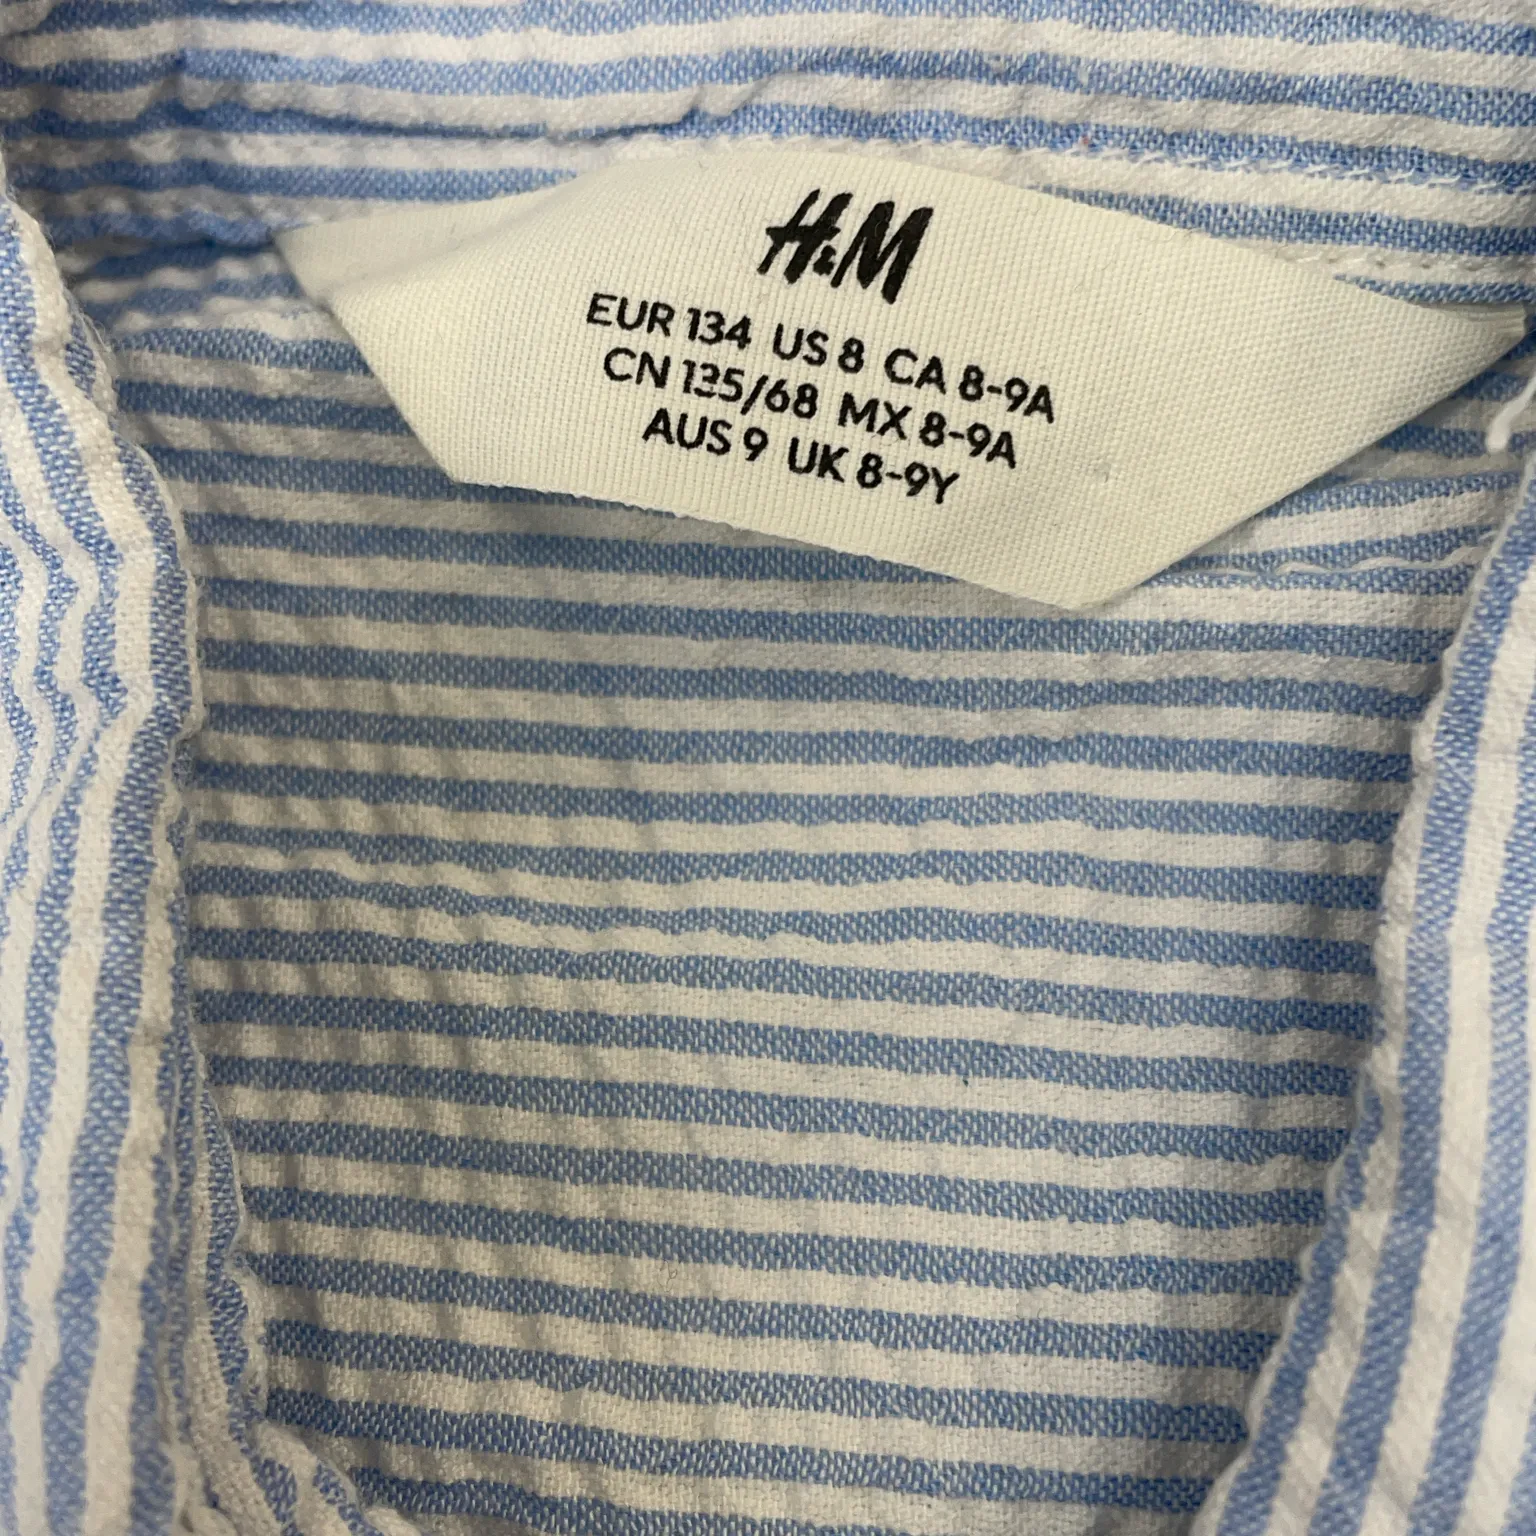 H&M
EUR 134 US 8 CA 8-9A
CN 135/68 MX 8-9A
AUS 9 UK 8-9Y